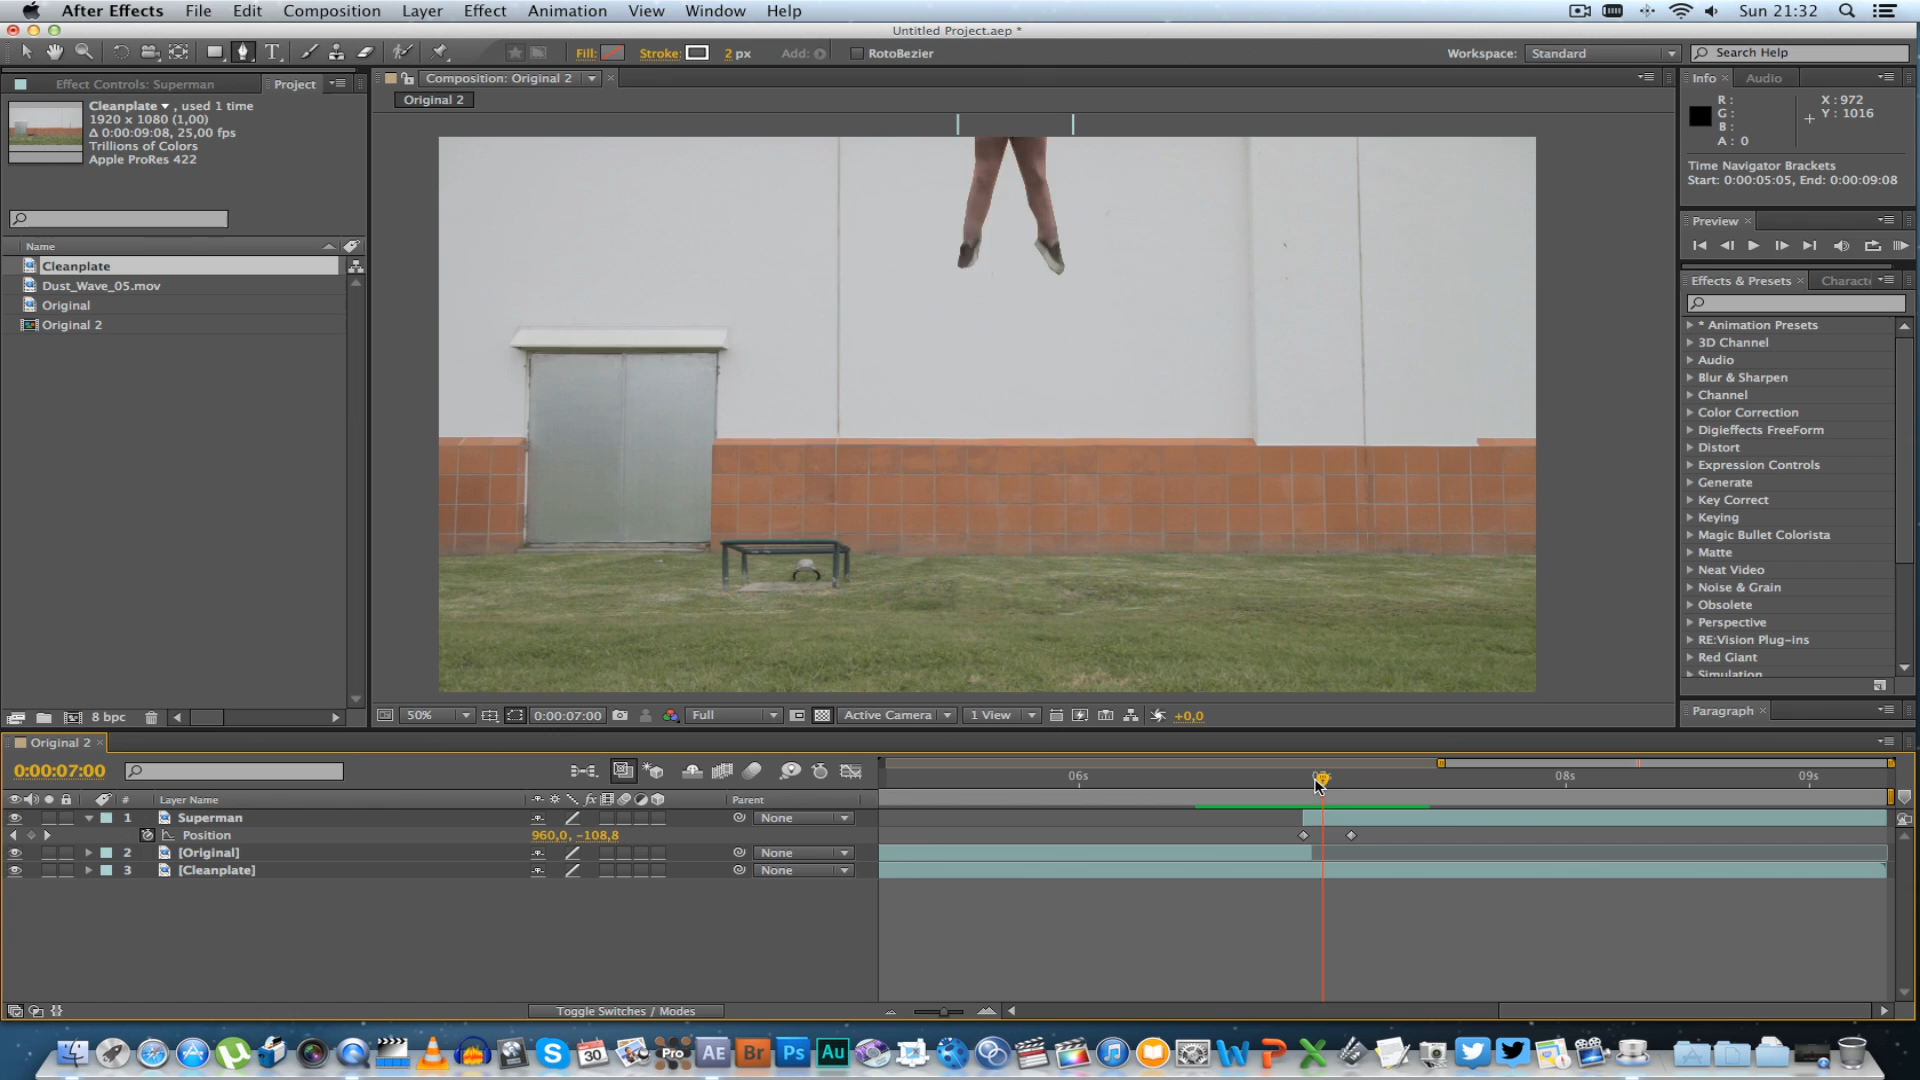 After Effects File Edit Composition Layer Effect Animation View Window Help Sun 21:32
Untitled Project.aep *
Fill: Stroke: 2 px Add: RotoBezier Workspace: Standard Search Help
Effect Controls: Superman Project
Composition: Original 2
Info Audio
Original 2
Cleanplate , used 1 time
1920 x 1080 (1,00)
Δ 0:00:09:08, 25,00 fps
Trillions of Colors
Apple ProRes 422
R :
G :
B :
A : 0
X : 972
Y : 1016
Time Navigator Brackets
Start: 0:00:05:05, End: 0:00:09:08
Preview
Name
Cleanplate
Dust_Wave_05.mov
Original
Original 2
Effects & Presets
* Animation Presets
3D Channel
Audio
Blur & Sharpen
Channel
Color Correction
Digieffects FreeForm
Distort
Expression Controls
Generate
Key Correct
Keying
Magic Bullet Colorista
Matte
Neat Video
Noise & Grain
Obsolete
Perspective
RE:Vision Plug-ins
Red Giant
Simulation
Paragraph
8 bpc
50% 0:00:07:00 Full Active Camera 1 View +0,0
Original 2
0:00:07:00
06s 08s 09s
# Layer Name fx Parent
1 Superman None
Position 960,0, -108,8
2 [Original] None
3 [Cleanplate] None
Toggle Switches / Modes
30 Pro AE Br Ps Au